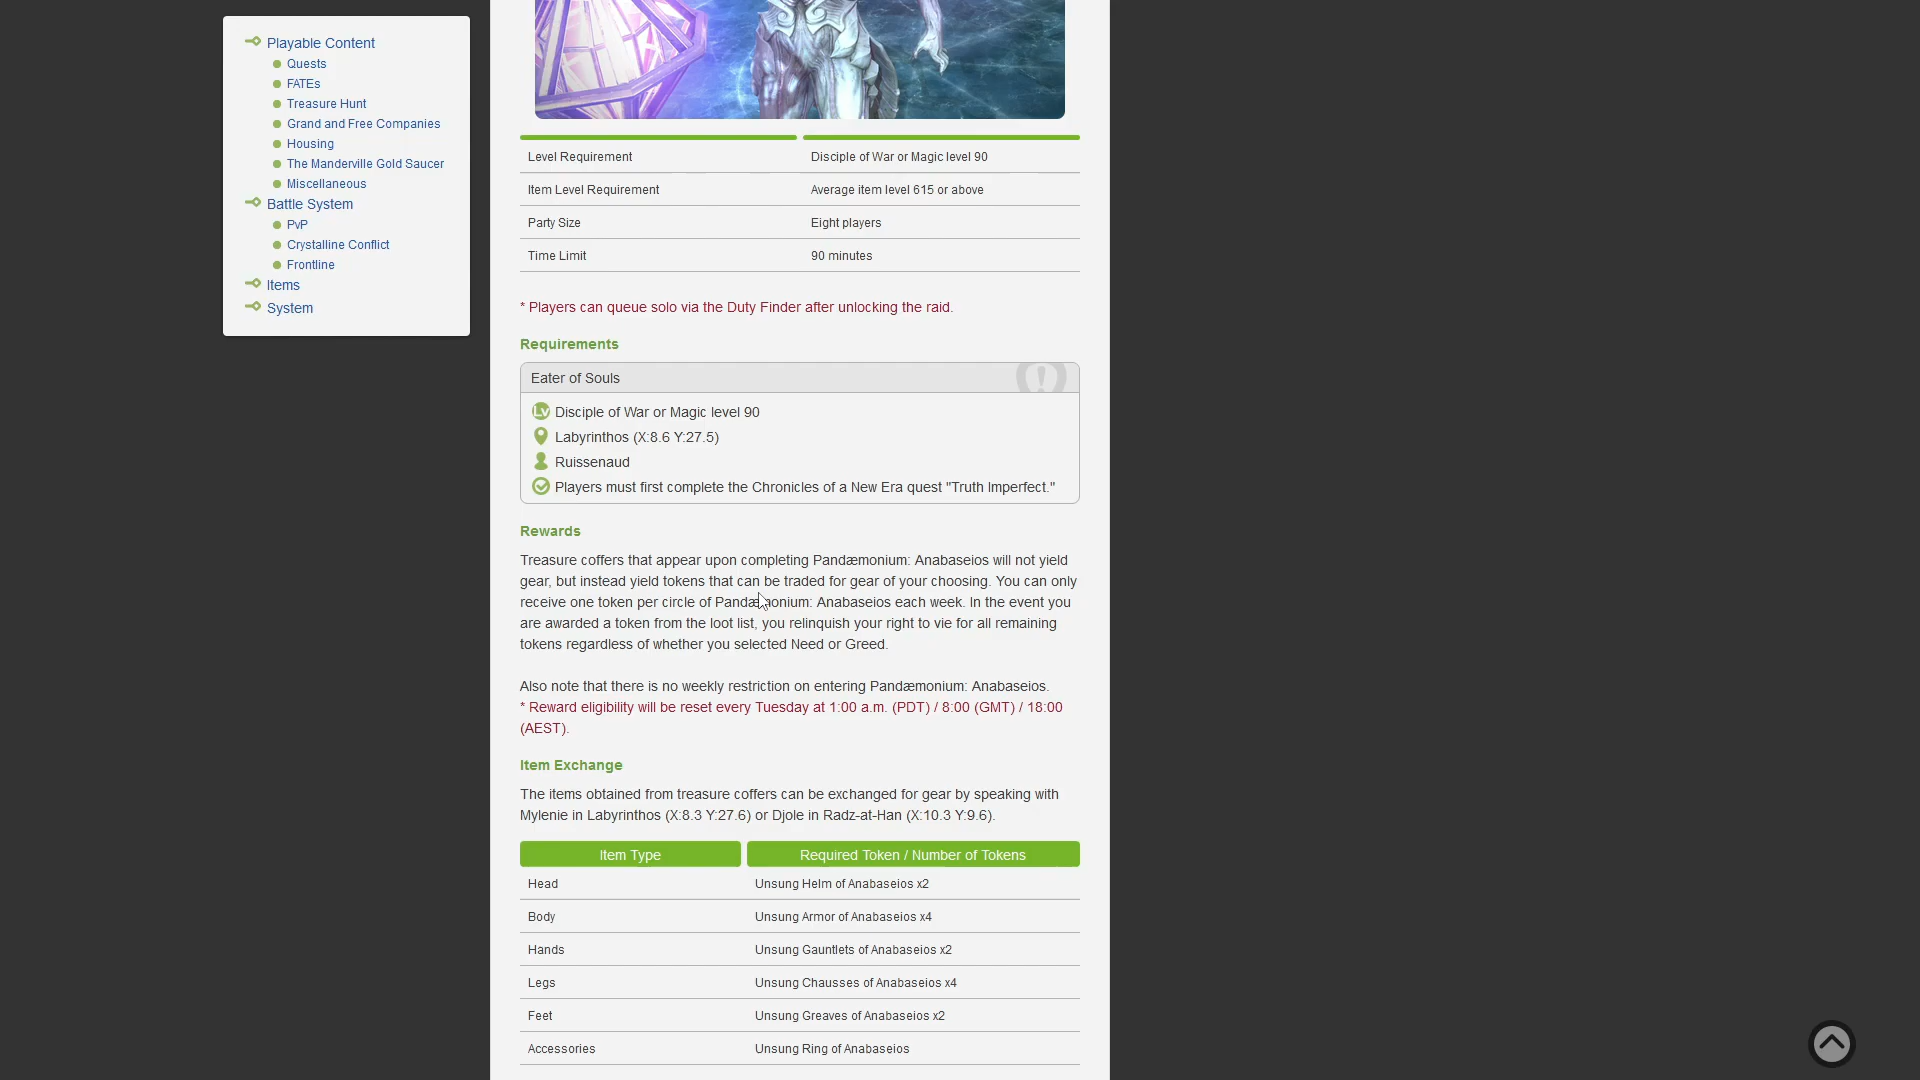 Playable Content
Quests
FATEs
Treasure Hunt
Grand and Free Companies
Housing
The Manderville Gold Saucer
Miscellaneous
Battle System
PvP
Crystalline Conflict
Frontline
Items
System
Level Requirement Disciple of War or Magic level 90
Item Level Requirement Average item level 615 or above
Party Size Eight players
Time Limit 90 minutes
* Players can queue solo via the Duty Finder after unlocking the raid.
Requirements
Eater of Souls
Lv Disciple of War or Magic level 90
Labyrinthos (X:8.6 Y:27.5)
Ruissenaud
Players must first complete the Chronicles of a New Era quest "Truth Imperfect."
Rewards
Treasure coffers that appear upon completing Pandæmonium: Anabaseios will not yield
gear, but instead yield tokens that can be traded for gear of your choosing. You can only
receive one token per circle of Pandæmonium: Anabaseios each week. In the event you
are awarded a token from the loot list, you relinquish your right to vie for all remaining
tokens regardless of whether you selected Need or Greed.
Also note that there is no weekly restriction on entering Pandæmonium: Anabaseios.
* Reward eligibility will be reset every Tuesday at 1:00 a.m. (PDT) / 8:00 (GMT) / 18:00
(AEST).
Item Exchange
The items obtained from treasure coffers can be exchanged for gear by speaking with
Mylenie in Labyrinthos (X:8.3 Y:27.6) or Djole in Radz-at-Han (X:10.3 Y:9.6).
Item Type Required Token / Number of Tokens
Head Unsung Helm of Anabaseios x2
Body Unsung Armor of Anabaseios x4
Hands Unsung Gauntlets of Anabaseios x2
Legs Unsung Chausses of Anabaseios x4
Feet Unsung Greaves of Anabaseios x2
Accessories Unsung Ring of Anabaseios